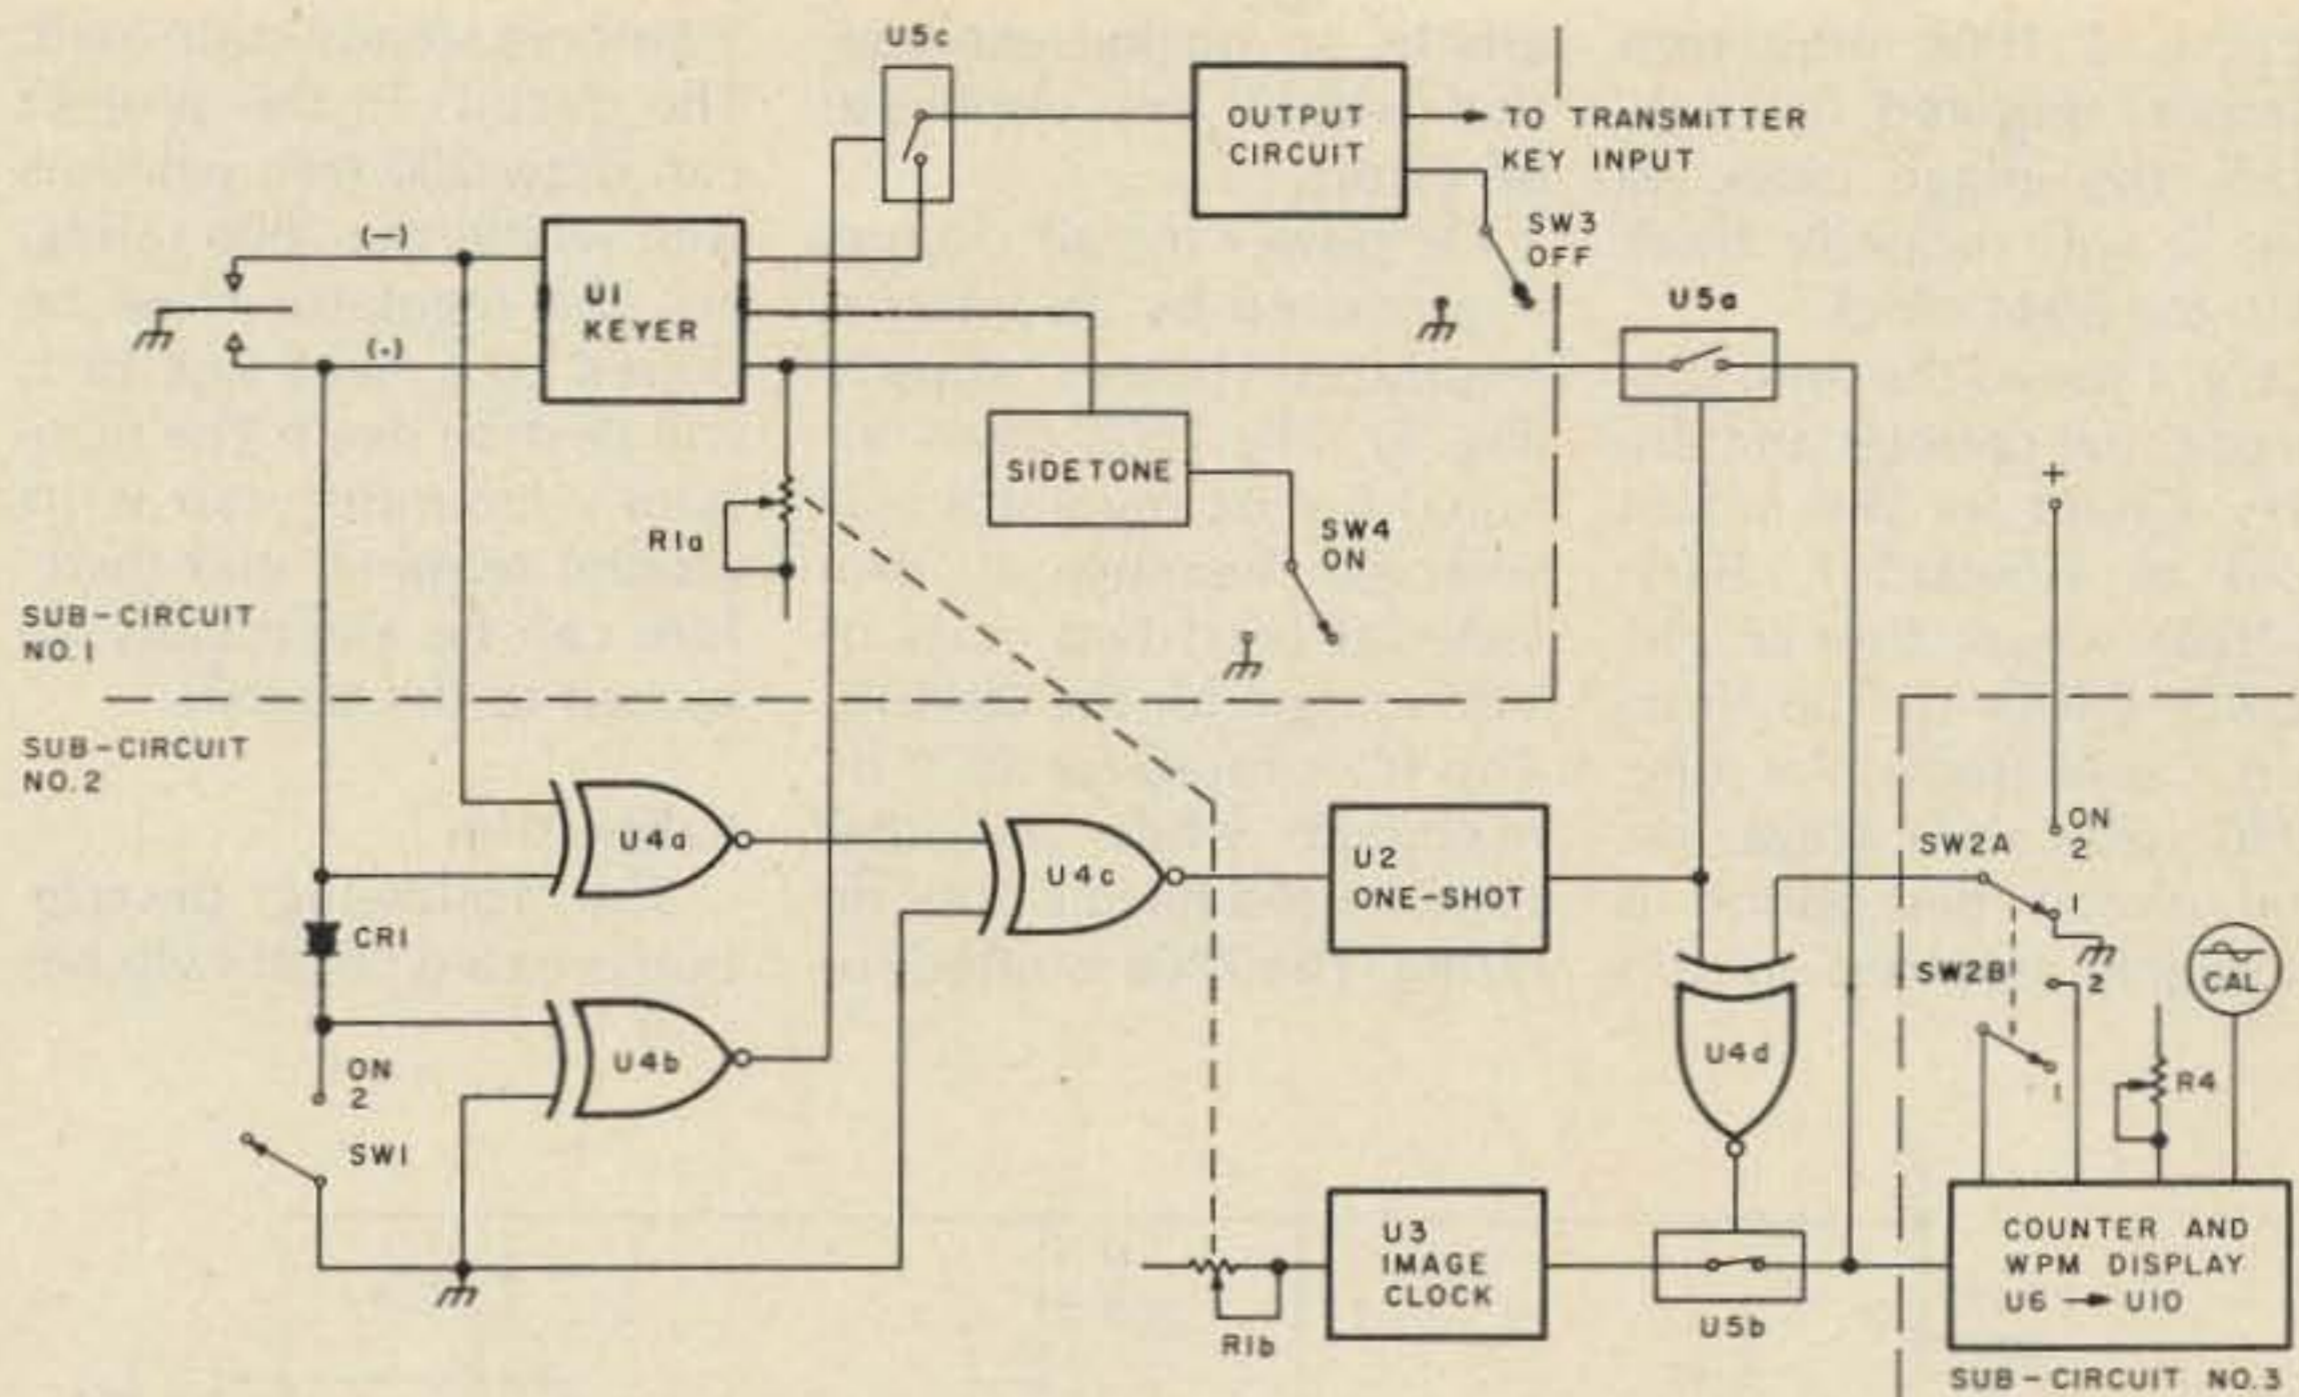 U5c
OUTPUT
CIRCUIT
TO TRANSMITTER
KEY INPUT
SW3
OFF
(—)
U1
KEYER
(.)
U5a
SIDETONE
R1a
SW4
ON
+
SUB-CIRCUIT
NO.1
SUB-CIRCUIT
NO.2
U4a
U4c
U2
ONE-SHOT
SW2A
ON
2
1
CR1
SW2B
2
CAL.
U4b
U4d
1
R4
ON
2
SW1
U3
IMAGE
CLOCK
R1b
U5b
COUNTER AND
WPM DISPLAY
U6 → U10
SUB-CIRCUIT NO.3